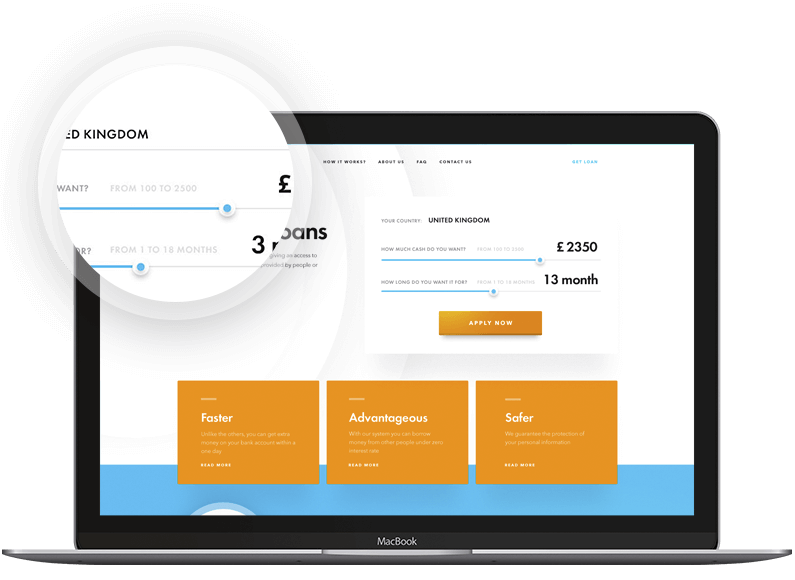 ED KINGDOM
WANT? FROM 100 TO 2500 £
OR? FROM 1 TO 18 MONTHS 3
HOW IT WORKS? ABOUT US FAQ CONTACT US GET LOAN
oans
giving an access to
provided by people or
YOUR COUNTRY: UNITED KINGDOM
HOW MUCH CASH DO YOU WANT? FROM 100 TO 2500 £ 2350
HOW LONG DO YOU WANT IT FOR? FROM 1 TO 18 MONTHS 13 month
APPLY NOW
Faster
Unlike the others, you can get extra
money on your bank account within a
one day
READ MORE
Advantageous
With our system you can borrow
money from other people under zero
interest rate
READ MORE
Safer
We guarantee the protection of
your personal information
READ MORE
MacBook